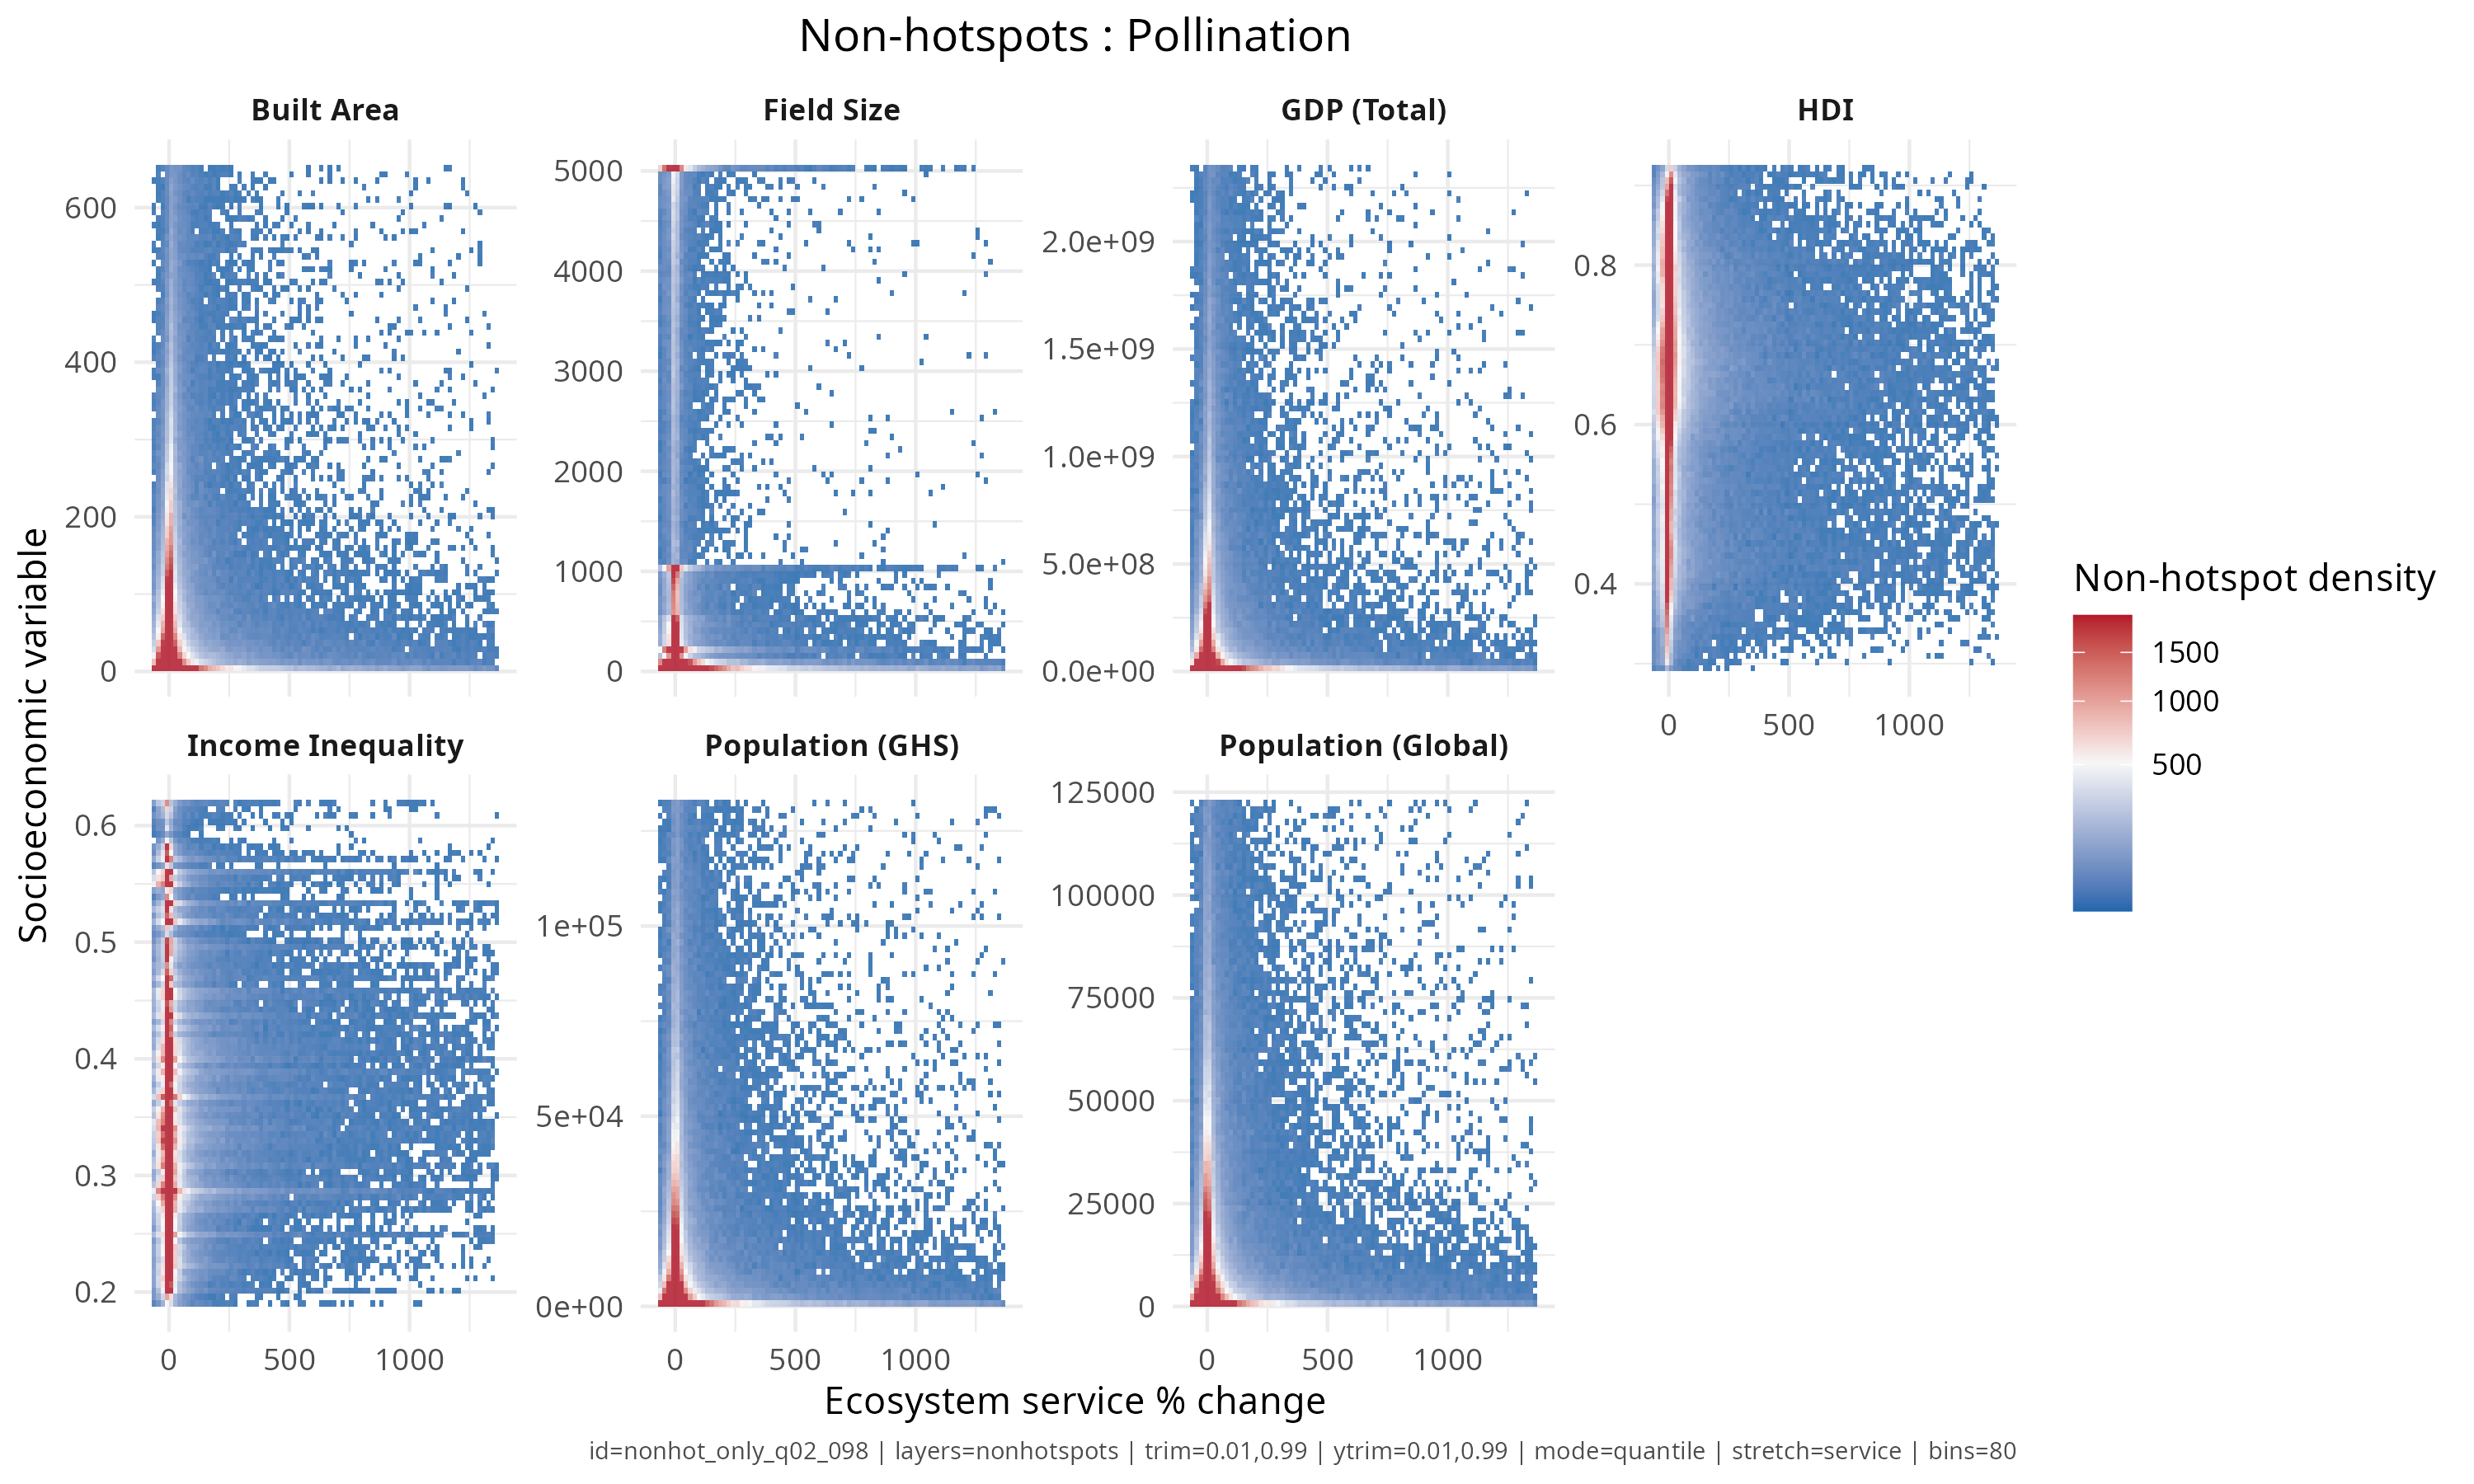 Non-hotspots : Pollination
Built Area
Field Size
GDP (Total)
HDI
600
400
200
0
5000
4000
3000
2000
1000
0
2.0e+09
1.5e+09
1.0e+09
5.0e+08
0.0e+00
0.8
0.6
0.4
0 500 1000
Socioeconomic variable
Income Inequality
Population (GHS)
Population (Global)
0.6
0.5
0.4
0.3
0.2
1e+05
5e+04
0e+00
125000
100000
75000
50000
25000
0
0 500 1000
0 500 1000
0 500 1000
Ecosystem service % change
Non-hotspot density
1500
1000
500
id=nonhot_only_q02_098 | layers=nonhotspots | trim=0.01,0.99 | ytrim=0.01,0.99 | mode=quantile | stretch=service | bins=80